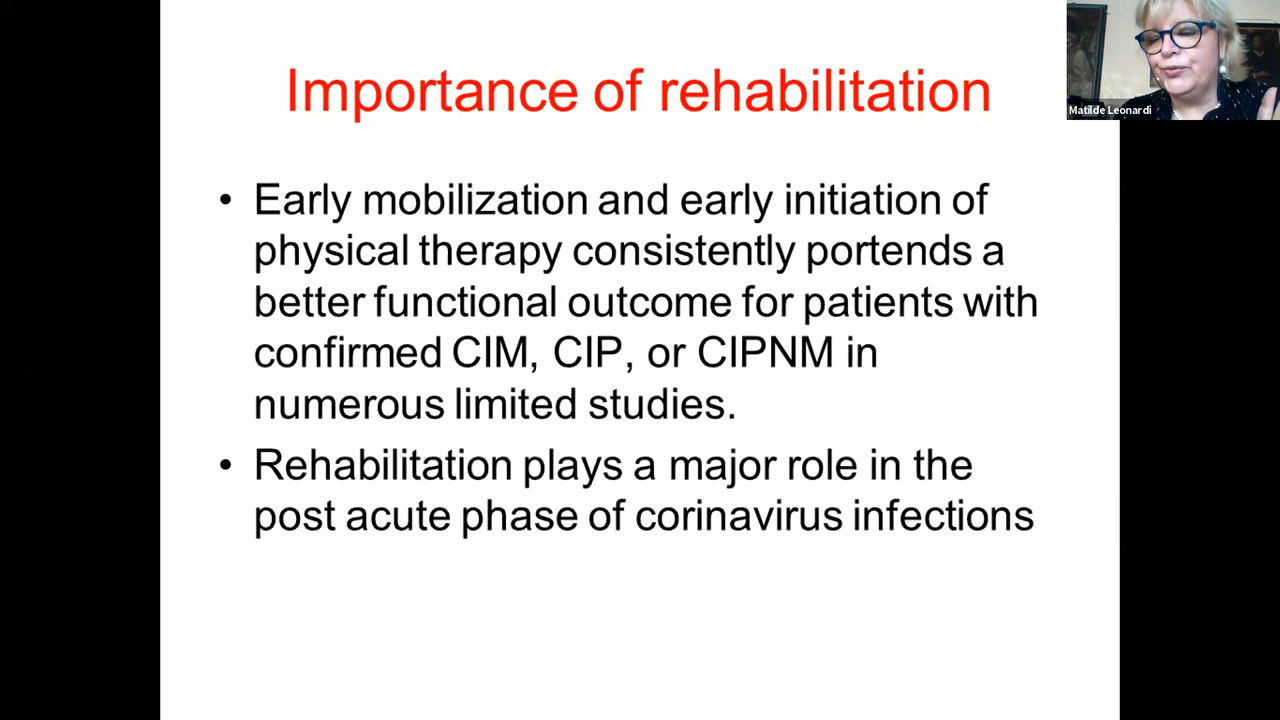 Importance of rehabilitation
Matilde Leonardi
• Early mobilization and early initiation of
physical therapy consistently portends a
better functional outcome for patients with
confirmed CIM, CIP, or CIPNM in
numerous limited studies.
• Rehabilitation plays a major role in the
post acute phase of corinavirus infections